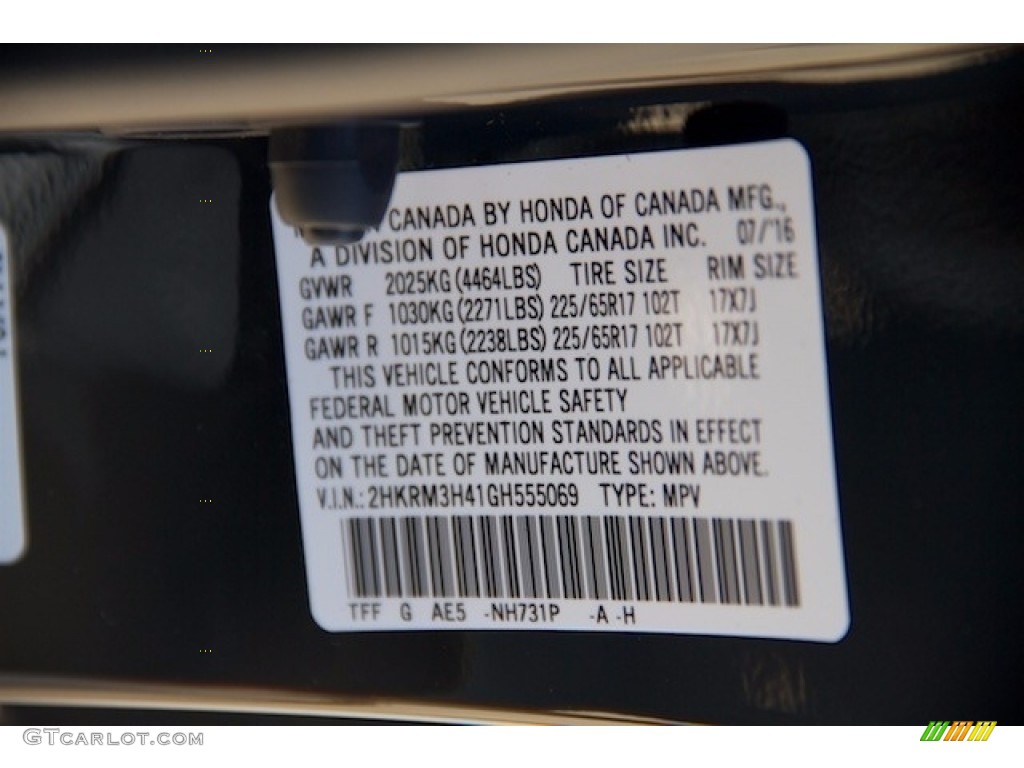 CANADA BY HONDA OF CANADA MFG.,
A DIVISION OF HONDA CANADA INC. 07/16
GVWR 2025KG (4464LBS) TIRE SIZE RIM SIZE
GAWR F 1030KG (2271LBS) 225/65R17 102T 17X7J
GAWR R 1015KG (2238LBS) 225/65R17 102T 17X7J
THIS VEHICLE CONFORMS TO ALL APPLICABLE
FEDERAL MOTOR VEHICLE SAFETY
AND THEFT PREVENTION STANDARDS IN EFFECT
ON THE DATE OF MANUFACTURE SHOWN ABOVE.
V.I.N.: 2HKRM3H41GH555069 TYPE: MPV
TFF G AE5 -NH731P -A -H
GTCARLOT.COM